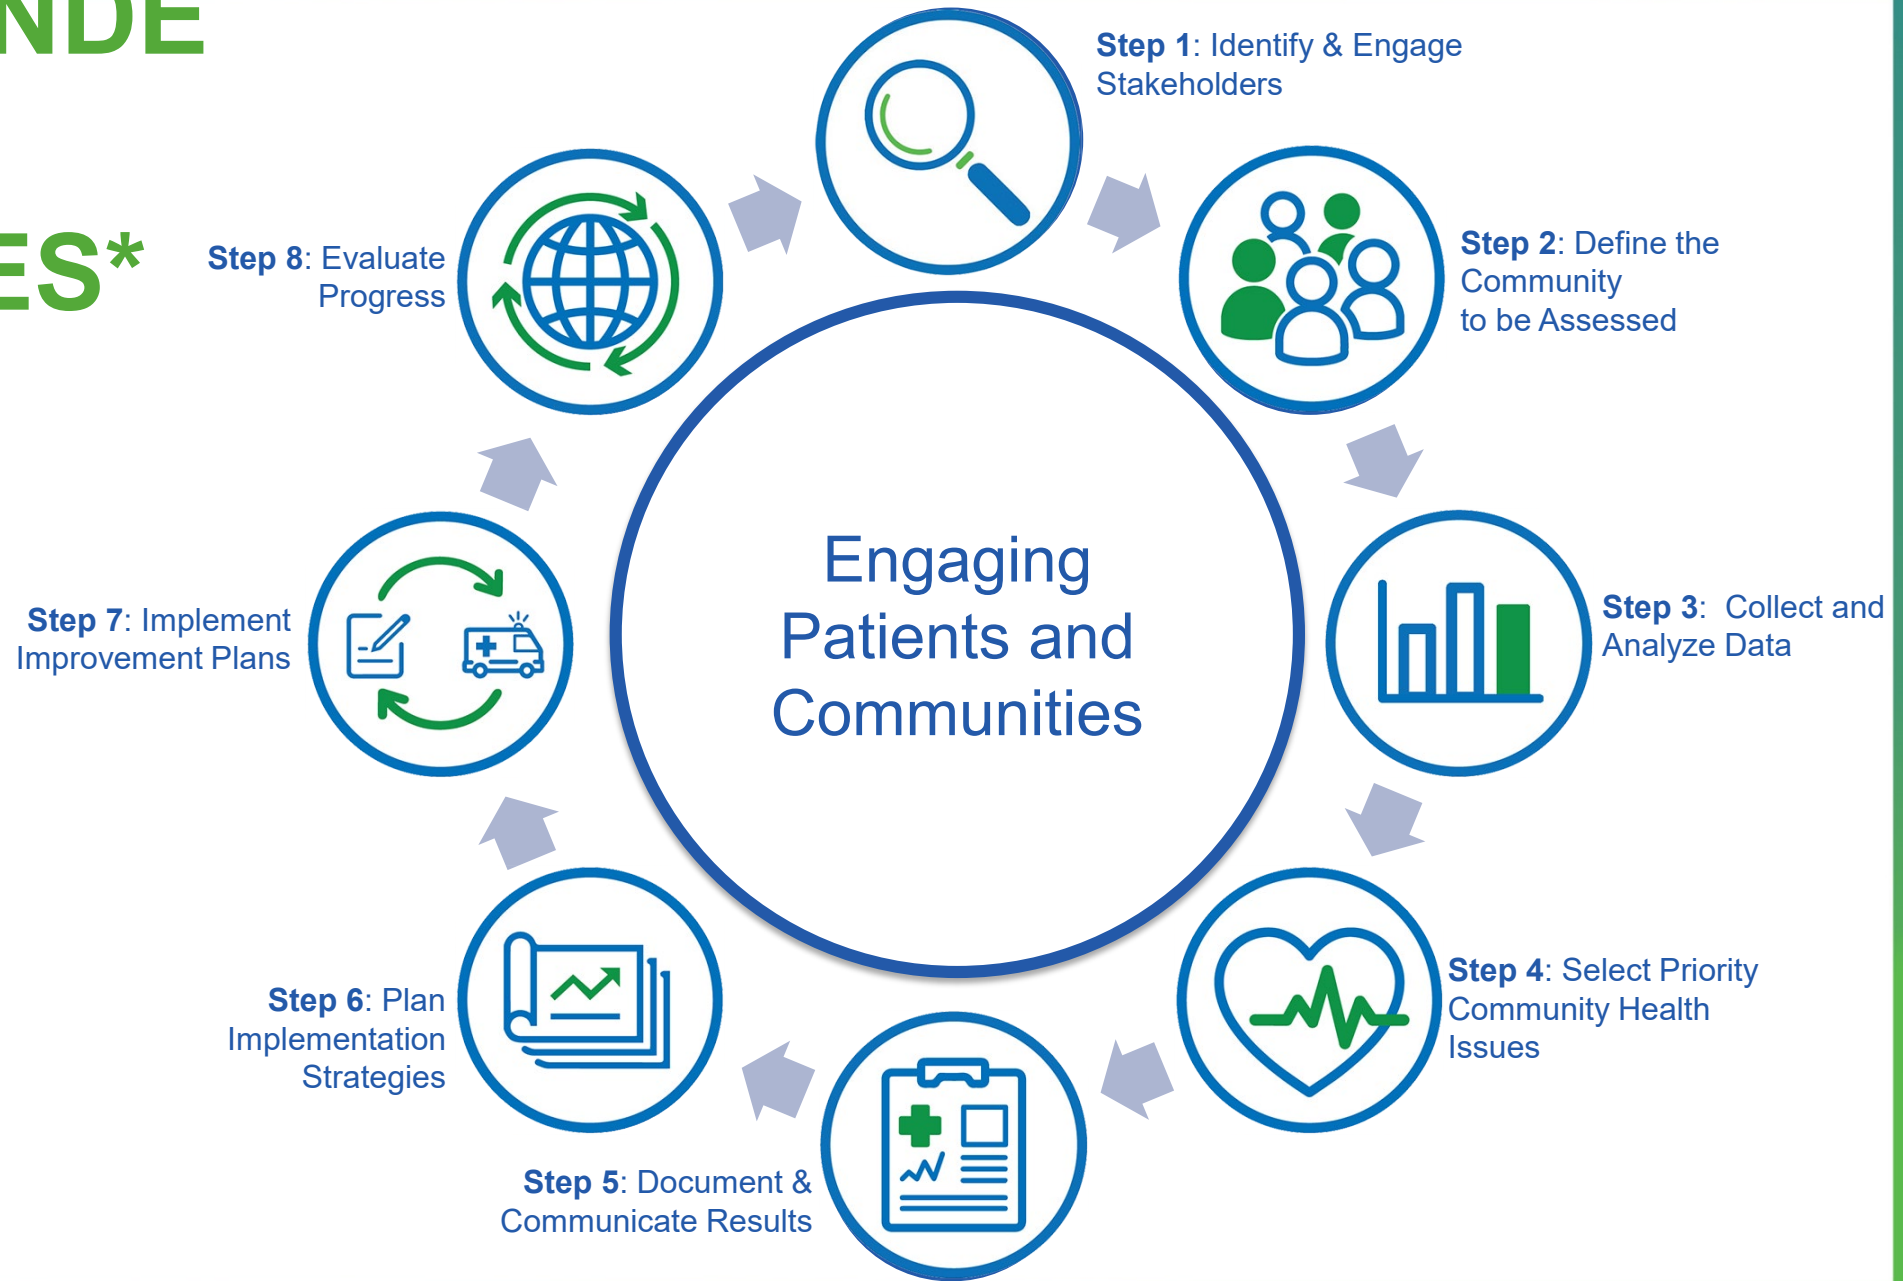 NDE
ES*
Step 1: Identify & Engage
Stakeholders
Step 2: Define the
Community
to be Assessed
Step 3:  Collect and
Analyze Data
Step 4: Select Priority
Community Health
Issues
Step 5: Document &
Communicate Results
Step 6: Plan
Implementation
Strategies
Step 7: Implement
Improvement Plans
Step 8: Evaluate
Progress
Engaging
Patients and
Communities